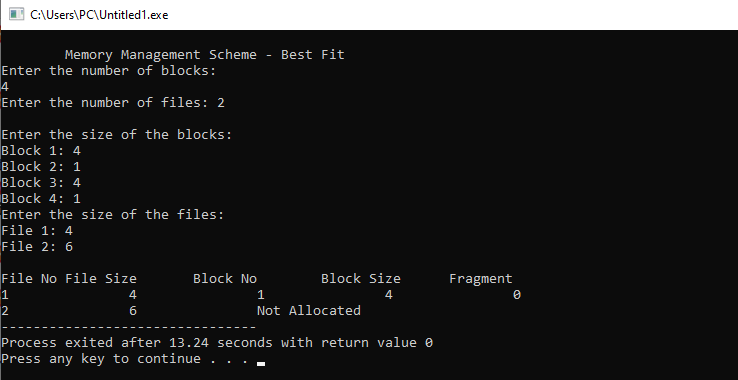 C:\Users\PC\Untitled1.exe
Memory Management Scheme - Best Fit
Enter the number of blocks:
4
Enter the number of files: 2
Enter the size of the blocks:
Block 1: 4
Block 2: 1
Block 3: 4
Block 4: 1
Enter the size of the files:
File 1: 4
File 2: 6
File No File Size Block No Block Size Fragment
1 4 1 4 0
2 6 Not Allocated
--------------------------------
Process exited after 13.24 seconds with return value 0
Press any key to continue . . .